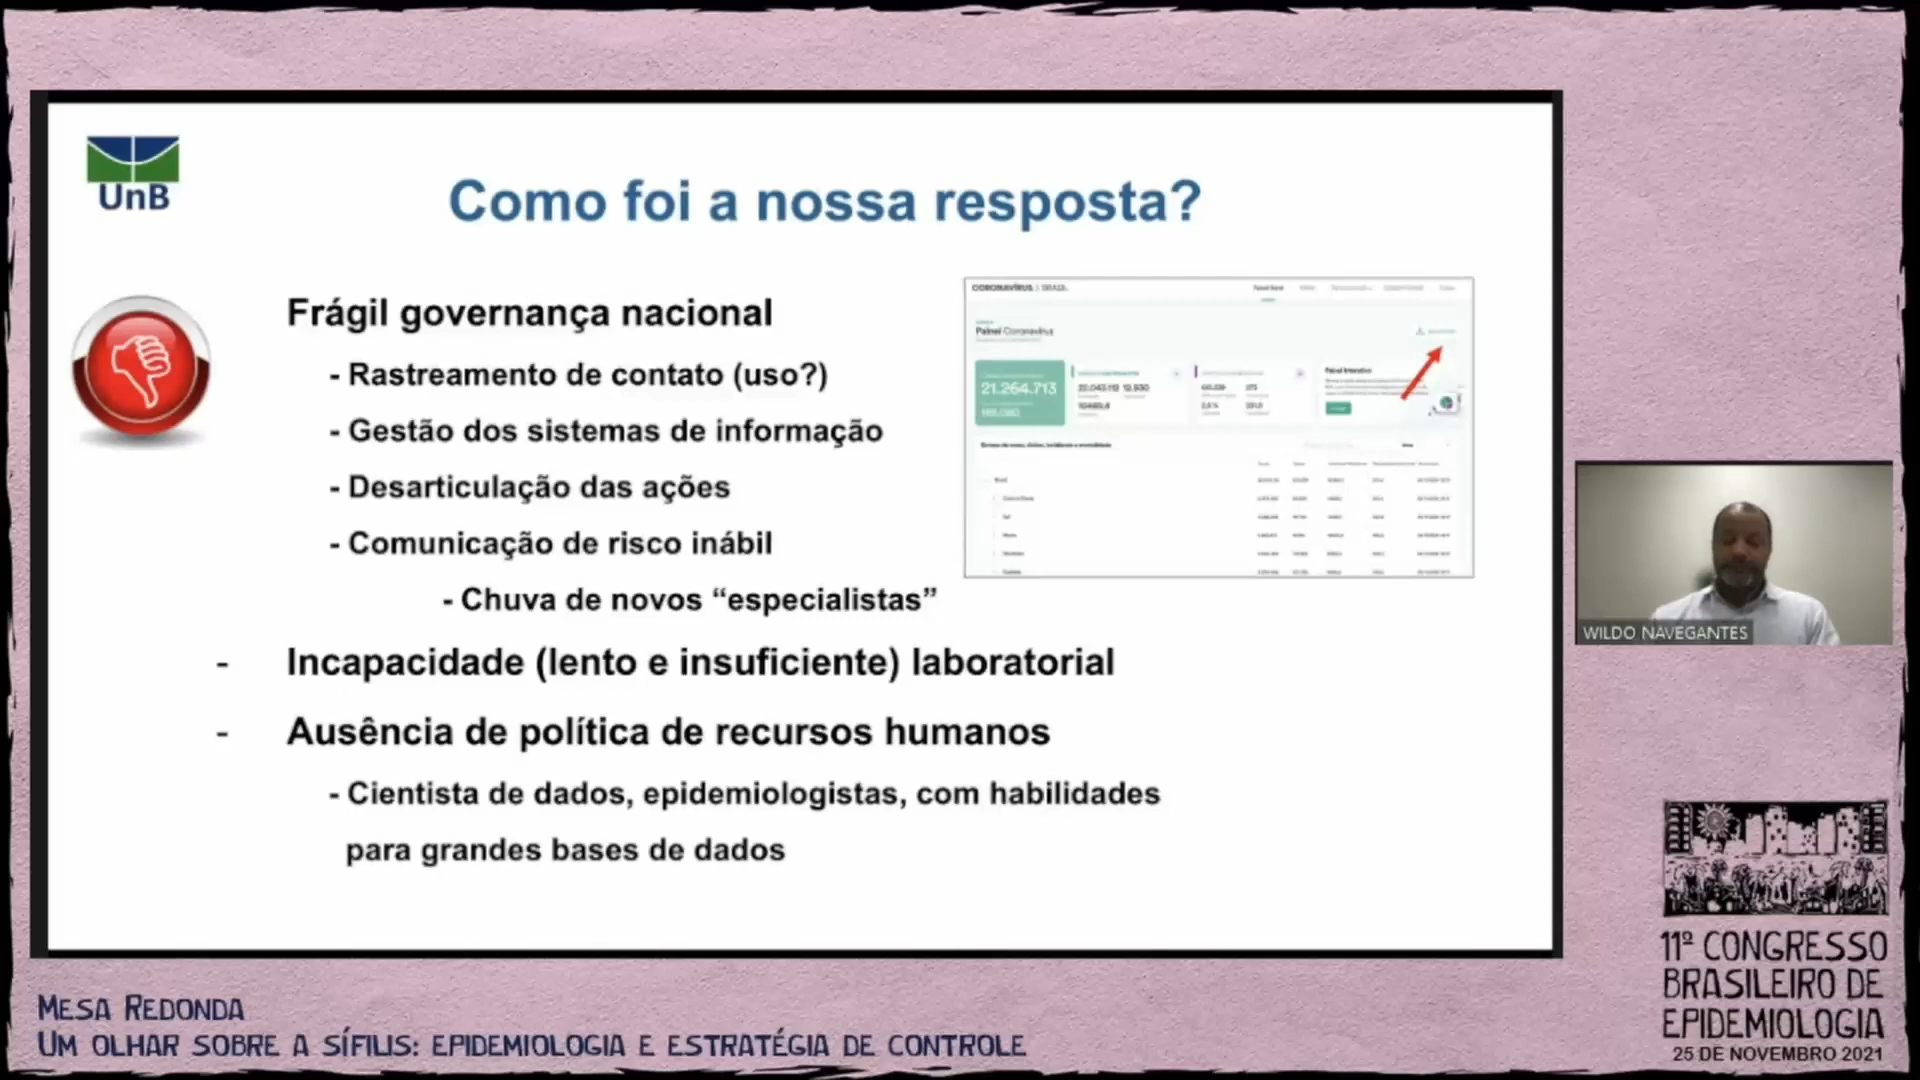 UnB
Como foi a nossa resposta?
Frágil governança nacional
- Rastreamento de contato (uso?)
- Gestão dos sistemas de informação
- Desarticulação das ações
- Comunicação de risco inábil
- Chuva de novos “especialistas”
- Incapacidade (lento e insuficiente) laboratorial
- Ausência de política de recursos humanos
- Cientista de dados, epidemiologistas, com habilidades
para grandes bases de dados
CORONAVÍRUS BRASIL
Painel Coronavírus
21.264.713
WILDO NAVEGANTES
MESA REDONDA
UM OLHAR SOBRE A SÍFILIS: EPIDEMIOLOGIA E ESTRATÉGIA DE CONTROLE
11º CONGRESSO
BRASILEIRO DE
EPIDEMIOLOGIA
25 DE NOVEMBRO 2021